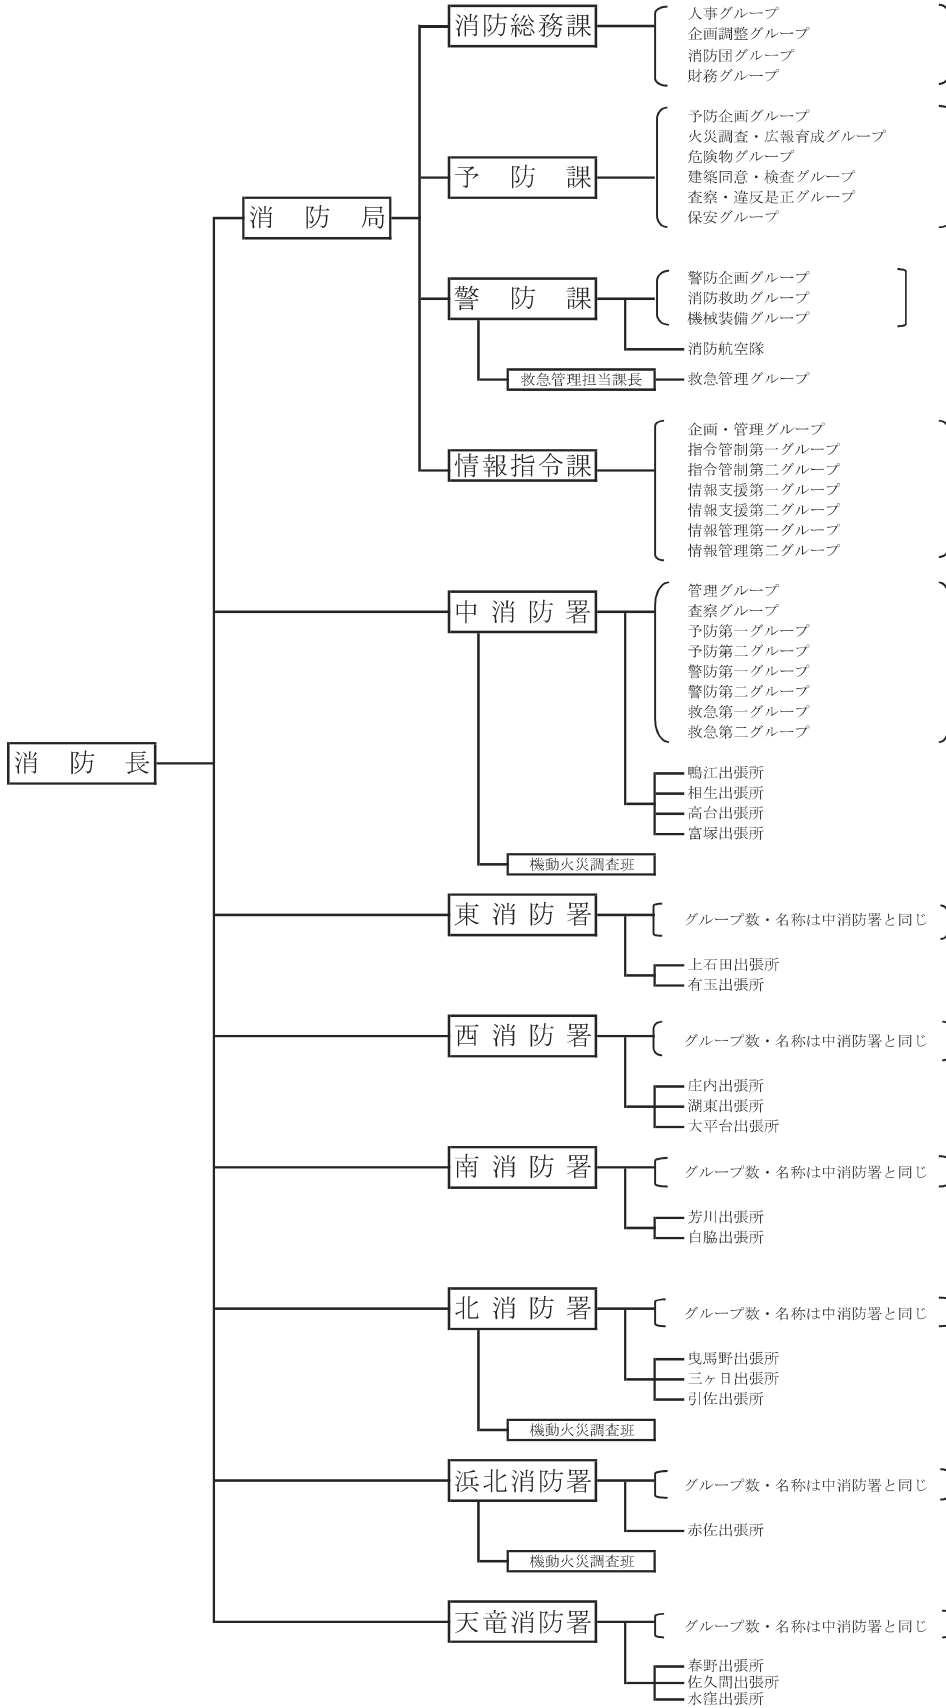 消防総務課
人事グループ
企画調整グループ
消防団グループ
財務グループ
予防課
予防企画グループ
火災調査・広報育成グループ
危険物グループ
建築同意・検査グループ
査察・違反是正グループ
保安グループ
消防局
警防課
警防企画グループ
消防救助グループ
機械装備グループ
消防航空隊
救急管理担当課長
救急管理グループ
情報指令課
企画・管理グループ
指令管制第一グループ
指令管制第二グループ
情報支援第一グループ
情報支援第二グループ
情報管理第一グループ
情報管理第二グループ
中消防署
管理グループ
査察グループ
予防第一グループ
予防第二グループ
警防第一グループ
警防第二グループ
救急第一グループ
救急第二グループ
消防長
鴨江出張所
相生出張所
高台出張所
富塚出張所
機動火災調査班
東消防署
グループ数・名称は中消防署と同じ
上石田出張所
有玉出張所
西消防署
グループ数・名称は中消防署と同じ
庄内出張所
湖東出張所
大平台出張所
南消防署
グループ数・名称は中消防署と同じ
芳川出張所
白脇出張所
北消防署
グループ数・名称は中消防署と同じ
曳馬野出張所
三ヶ日出張所
引佐出張所
機動火災調査班
浜北消防署
グループ数・名称は中消防署と同じ
赤佐出張所
機動火災調査班
天竜消防署
グループ数・名称は中消防署と同じ
春野出張所
佐久間出張所
水窪出張所